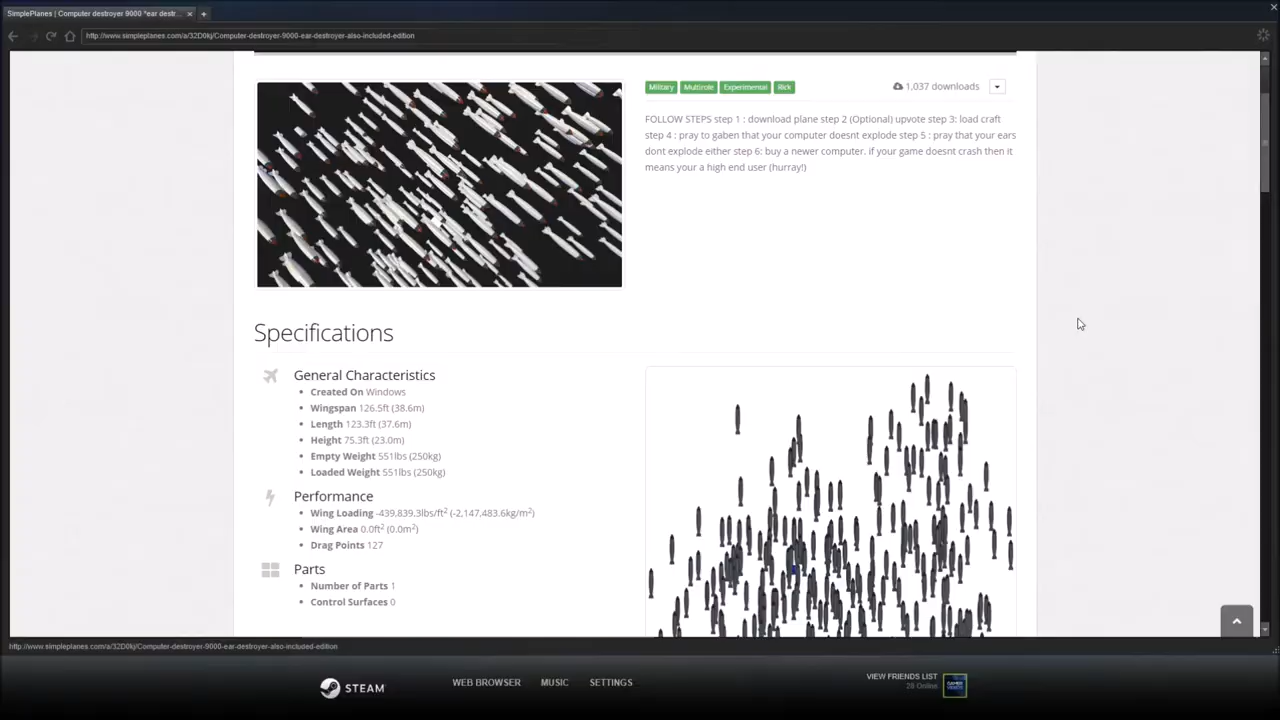 SimplePlanes | Computer destroyer 9000 *ear destr...
http://www.simpleplanes.com/a/32D0kj/Computer-destroyer-9000-ear-destroyer-also-included-edition
Military Multirole Experimental Rick
1,037 downloads
FOLLOW STEPS step 1 : download plane step 2 (Optional) upvote step 3: load craft
step 4 : pray to gaben that your computer doesnt explode step 5 : pray that your ears
dont explode either step 6: buy a newer computer. if your game doesnt crash then it
means your a high end user (hurray!)
Specifications
General Characteristics
Created On Windows
Wingspan 126.5ft (38.6m)
Length 123.3ft (37.6m)
Height 75.3ft (23.0m)
Empty Weight 551lbs (250kg)
Loaded Weight 551lbs (250kg)
Performance
Wing Loading -439,839.3lbs/ft2 (-2,147,483.6kg/m2)
Wing Area 0.0ft2 (0.0m2)
Drag Points 127
Parts
Number of Parts 1
Control Surfaces 0
http://www.simpleplanes.com/a/32D0kj/Computer-destroyer-9000-ear-destroyer-also-included-edition
STEAM
WEB BROWSER MUSIC SETTINGS
VIEW FRIENDS LIST
28 Online